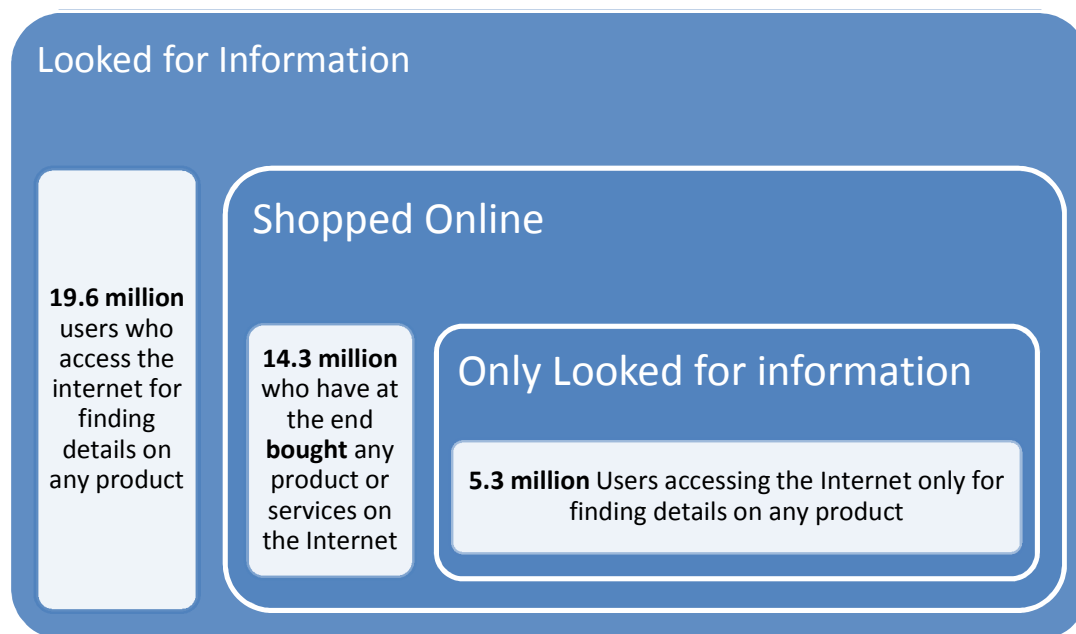 Looked for Information
Shopped Online
19.6 million
users who
access the
internet for
finding
details on
any product
14.3 million
who have at
the end
bought any
product or
services on
the Internet
Only Looked for information
5.3 million Users accessing the Internet only for
finding details on any product